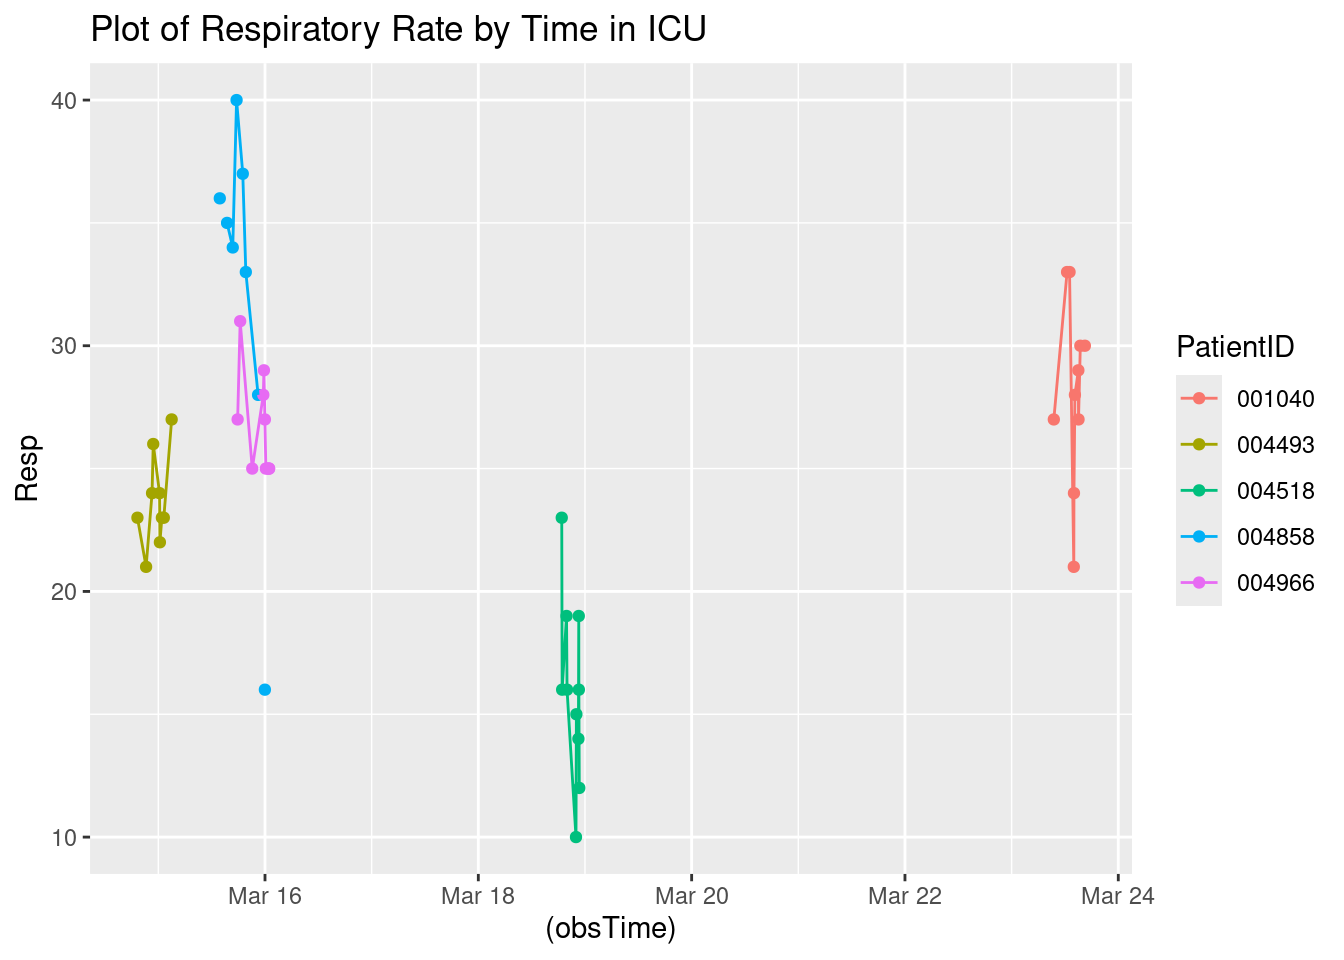 Plot of Respiratory Rate by Time in ICU
40
30
20
10
Resp
Mar 16
Mar 18
Mar 20
Mar 22
Mar 24
(obsTime)
PatientID
001040
004493
004518
004858
004966